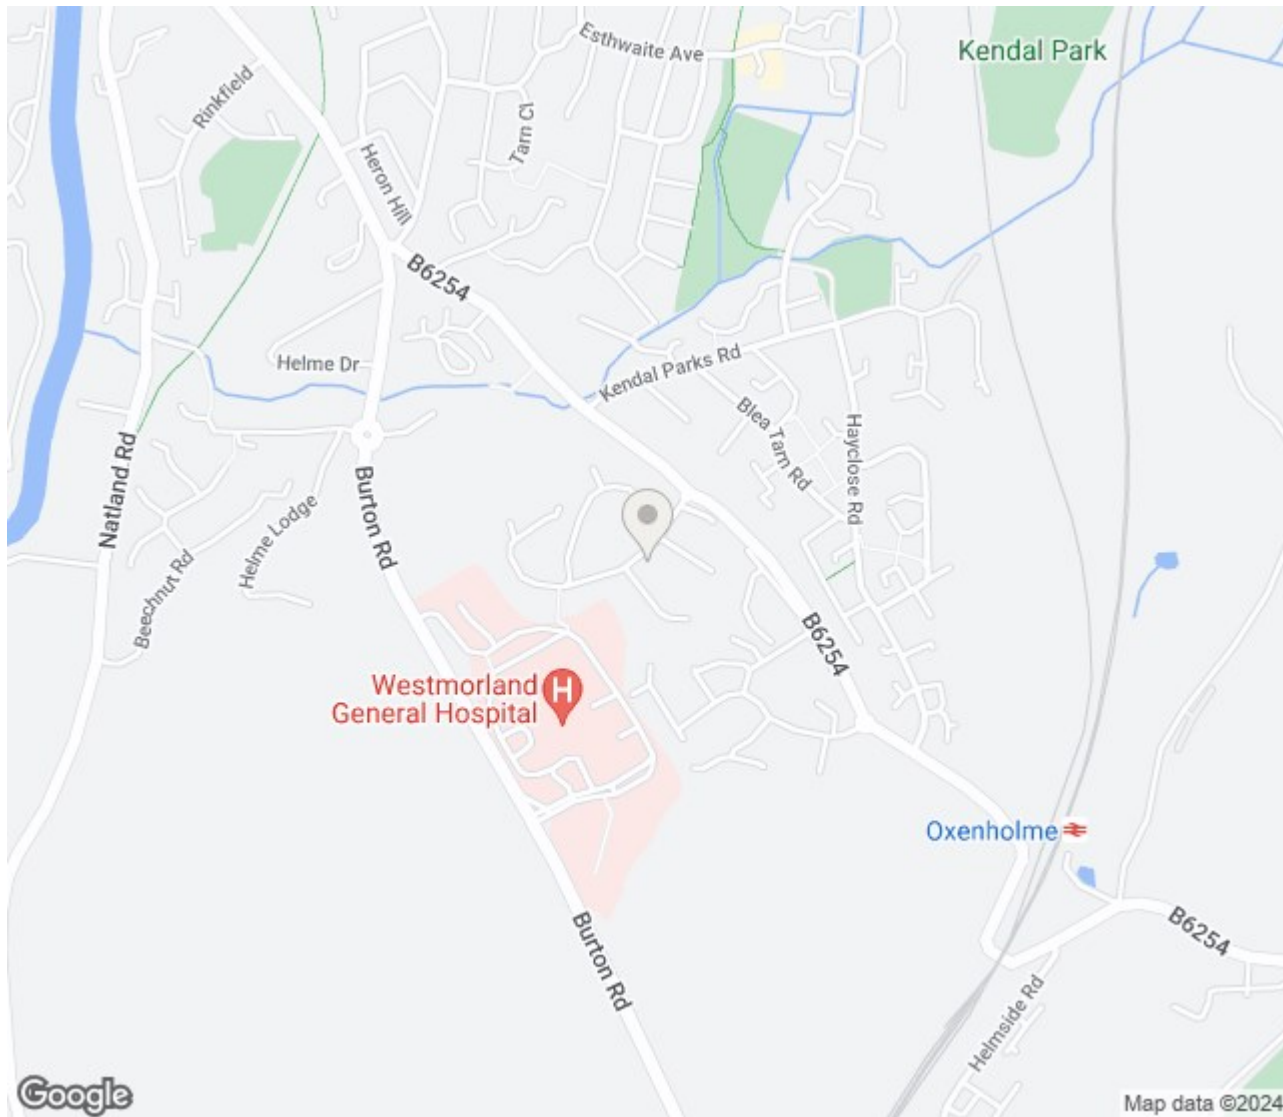 Esthwaite Ave
Kendal Park
Rinkfield
Tarn Cl
Heron Hill
B6254
Helme Dr
Kendal Parks Rd
Blea Tarn Rd
Hayclose Rd
Natland Rd
Burton Rd
Helme Lodge
Beechnut Rd
B6254
Westmorland
General Hospital
H
Oxenholme
B6254
Burton Rd
Helmside Rd
Google
Map data ©2024